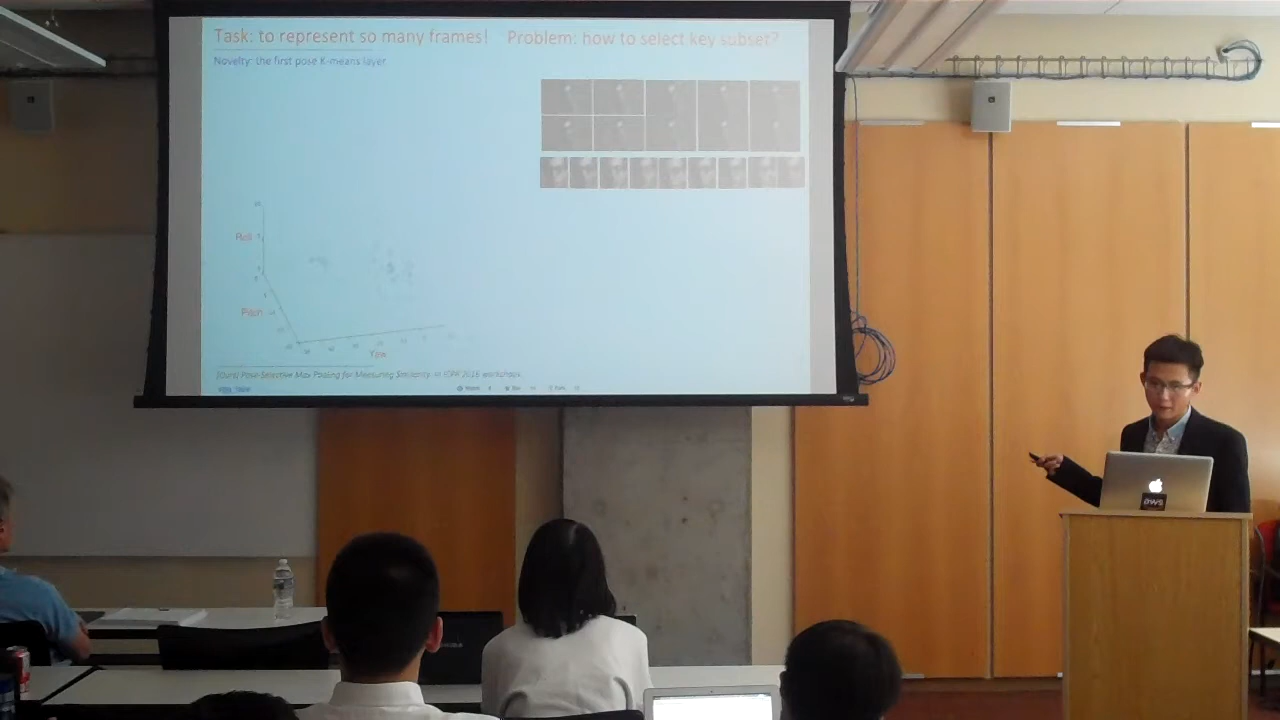 Task: to represent so many frames! Problem: how to select key subset?
Novelty: the first pose K-means layer
Roll
Pitch
Yaw
[Ours] Pose-Selective Max Pooling for Measuring Similarity. In ICPR 2016 workshops.
aws